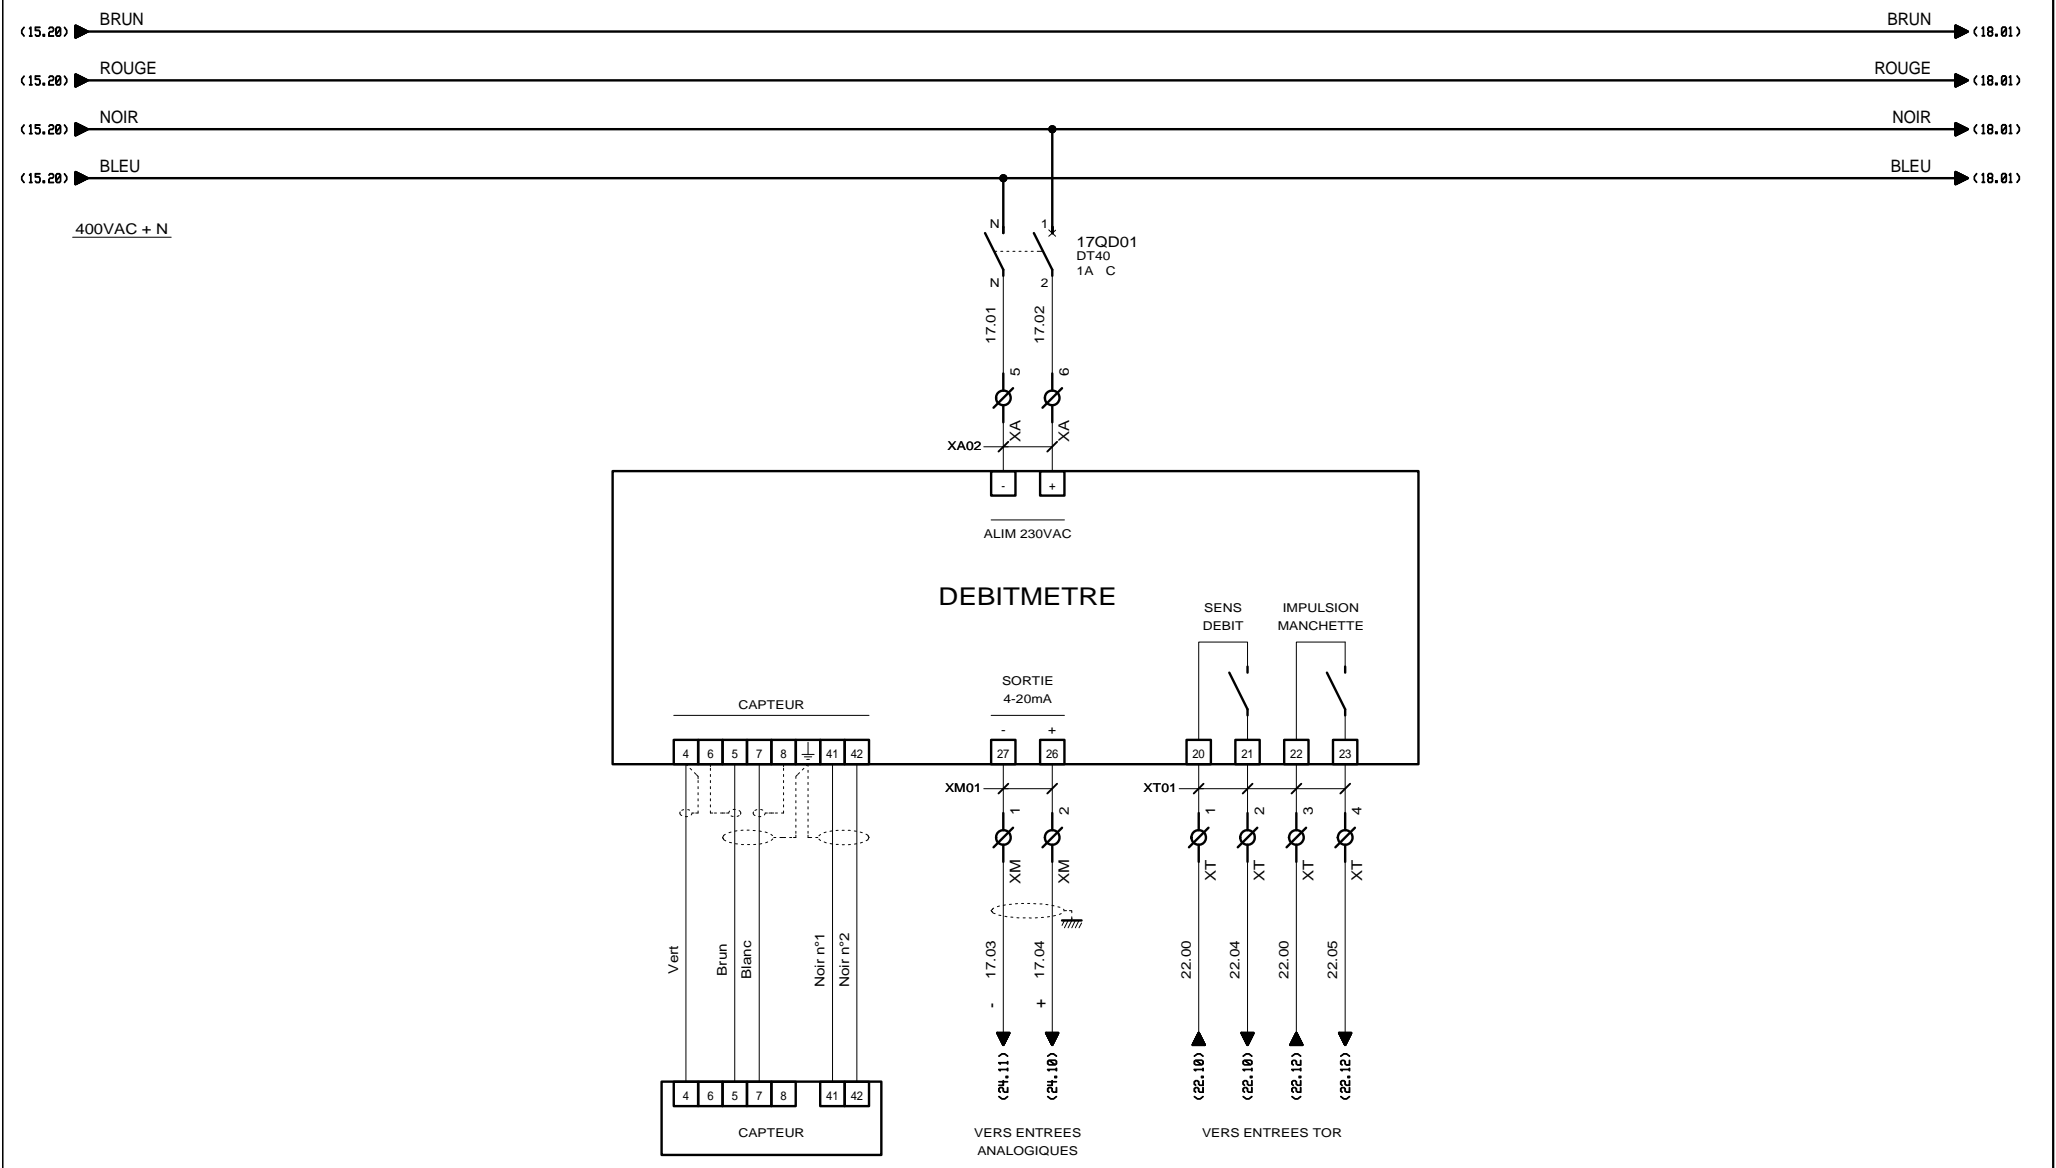 BRUN BRUN
(15.20) (18.01)
ROUGE ROUGE
(15.20) (18.01)
NOIR NOIR
(15.20) (18.01)
BLEU BLEU
(15.20) (18.01)
400VAC + N
N 1
17QD01
DT40
1A C
N 2
17.01 17.02
5 6
XA XA
XA02
- +
ALIM 230VAC
DEBITMETRE
SENS IMPULSION
DEBIT MANCHETTE
SORTIE
4-20mA
CAPTEUR
- +
4 6 5 7 8 41 42 27 26 20 21 22 23
XM01 XT01
1 2 1 2 3 4
XM XM XT XT XT XT
Vert Brun Blanc Noir n°1 Noir n°2 17.03 17.04 22.00 22.04 22.00 22.05
- +
(24.11) (24.10) (22.10) (22.10) (22.12) (22.12)
4 6 5 7 8 41 42
CAPTEUR VERS ENTREES VERS ENTREES TOR
ANALOGIQUES